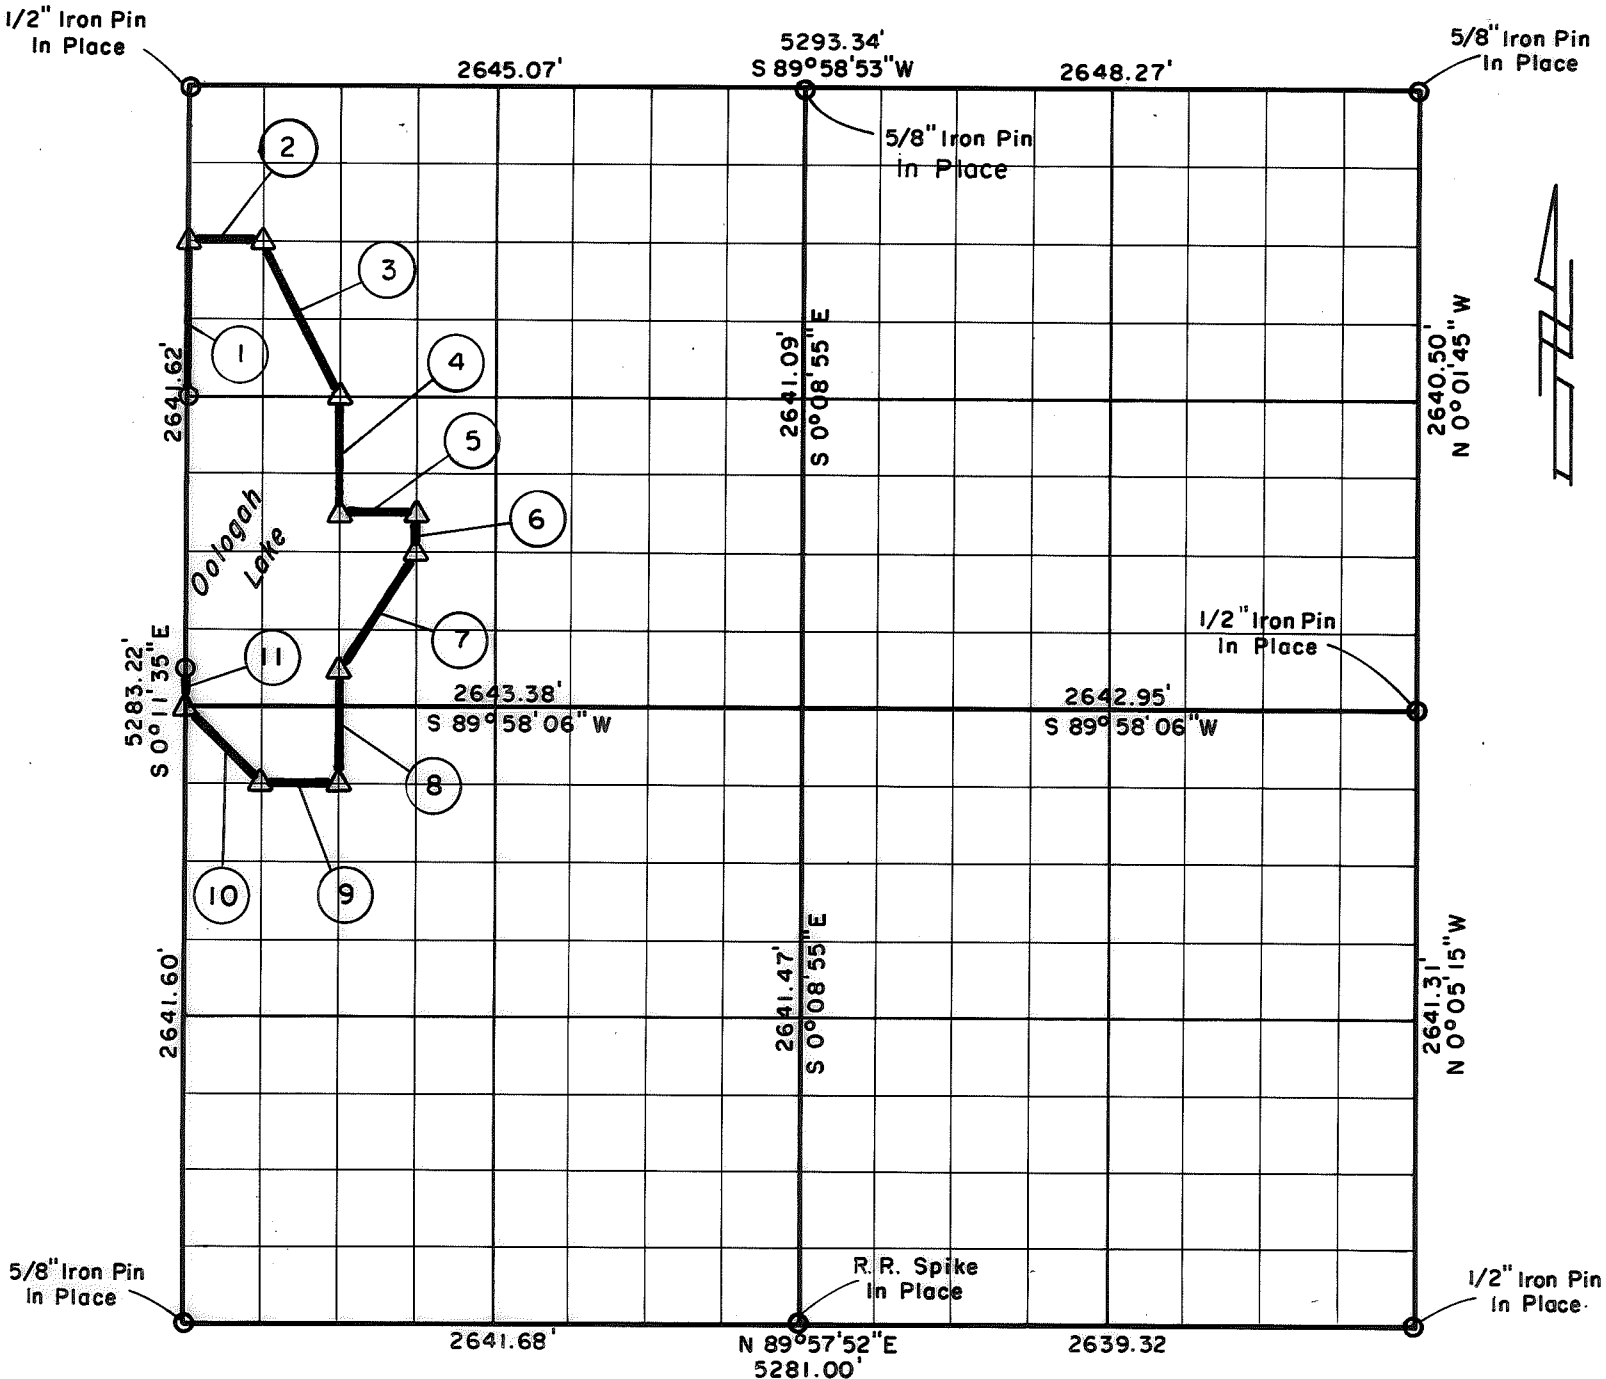 1/2" Iron Pin
In Place
5293.34'
2645.07'
S 89°58'53"W
2648.27'
5/8" Iron Pin
In Place
5/8" Iron Pin
in Place
2
3
1
4
5
6
2641.62'
2641.09'
S 0°08'55"E
2640.50'
N 0°01'45"W
Oologah
Lake
1/2" Iron Pin
In Place
7
11
5283.22'
S 0°11'35"E
2643.38'
S 89°58'06"W
2642.95'
S 89°58'06"W
8
10
9
2641.60'
2641.47'
S 0°08'55"E
2641.31'
N 0°05'15"W
5/8" Iron Pin
In Place
R.R. Spike
In Place
1/2" Iron Pin
In Place
2641.68'
N 89°57'52"E
5281.00'
2639.32